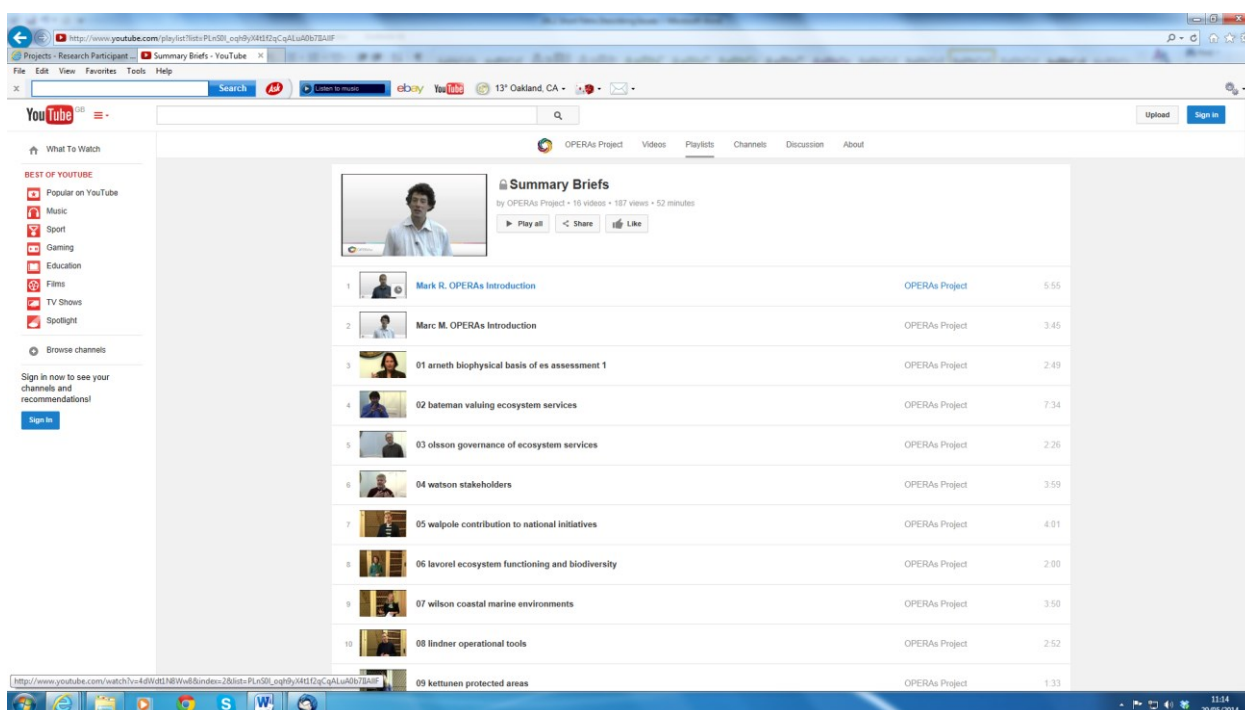 http://www.youtube.com/playlist?list=
Projects - Research Participant ...
Summary Briefs - YouTube
File Edit View Favorites Tools Help
Search Ask Listen to music ebay YouTube 13° Oakland, CA
YouTube GB
Upload Sign in
What To Watch
OPERAs Project Videos Playlists Channels Discussion About
BEST OF YOUTUBE
Popular on YouTube
Music
Sport
Gaming
Education
Films
TV Shows
Spotlight
Browse channels
Sign in now to see your
channels and
recommendations!
Sign In
Summary Briefs
by OPERAs Project • 16 videos • 187 views • 52 minutes
Play all Share Like
1 Mark R. OPERAs Introduction OPERAs Project 5:55
2 Marc M. OPERAs Introduction OPERAs Project 3:45
3 01 arneth biophysical basis of es assessment 1 OPERAs Project 2:49
4 02 bateman valuing ecosystem services OPERAs Project 7:34
5 03 olsson governance of ecosystem services OPERAs Project 2:26
6 04 watson stakeholders OPERAs Project 3:59
7 05 walpole contribution to national initiatives OPERAs Project 4:01
8 06 lavorel ecosystem functioning and biodiversity OPERAs Project 2:00
9 07 wilson coastal marine environments OPERAs Project 3:50
10 08 lindner operational tools OPERAs Project 2:52
09 kettunen protected areas OPERAs Project 1:33
11:14
20/05/2014